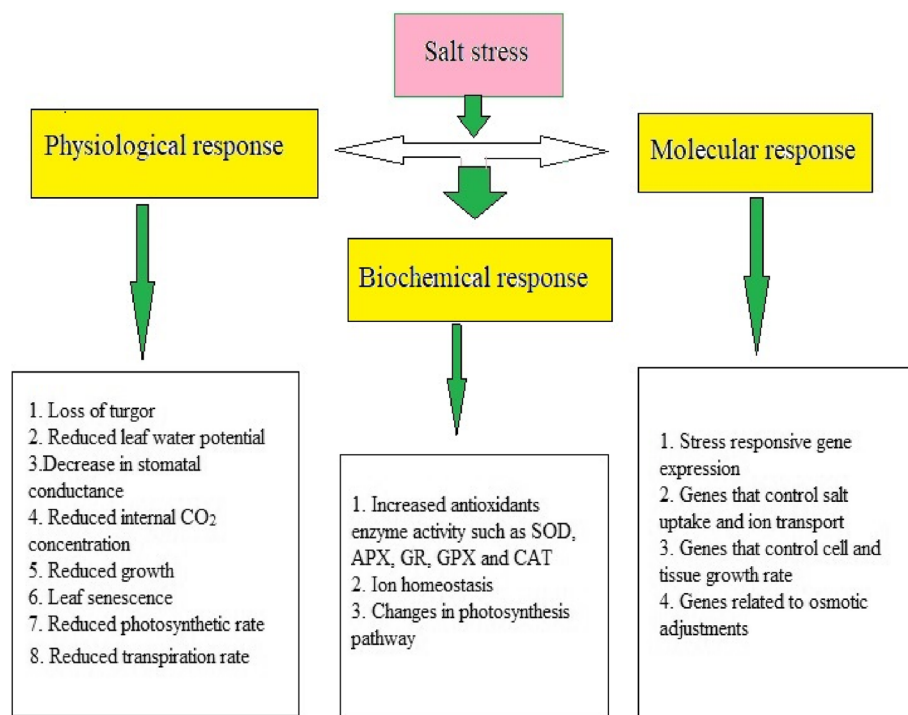 Salt stress
Physiological response
Molecular response
Biochemical response
1. Loss of turgor
2. Reduced leaf water potential
3.Decrease in stomatal
conductance
4. Reduced internal CO₂
concentration
5. Reduced growth
6. Leaf senescence
7. Reduced photosynthetic rate
8. Reduced transpiration rate
1. Increased antioxidants
enzyme activity such as SOD,
APX, GR, GPX and CAT
2. Ion homeostasis
3. Changes in photosynthesis
pathway
1. Stress responsive gene
expression
2. Genes that control salt
uptake and ion transport
3. Genes that control cell and
tissue growth rate
4. Genes related to osmotic
adjustments